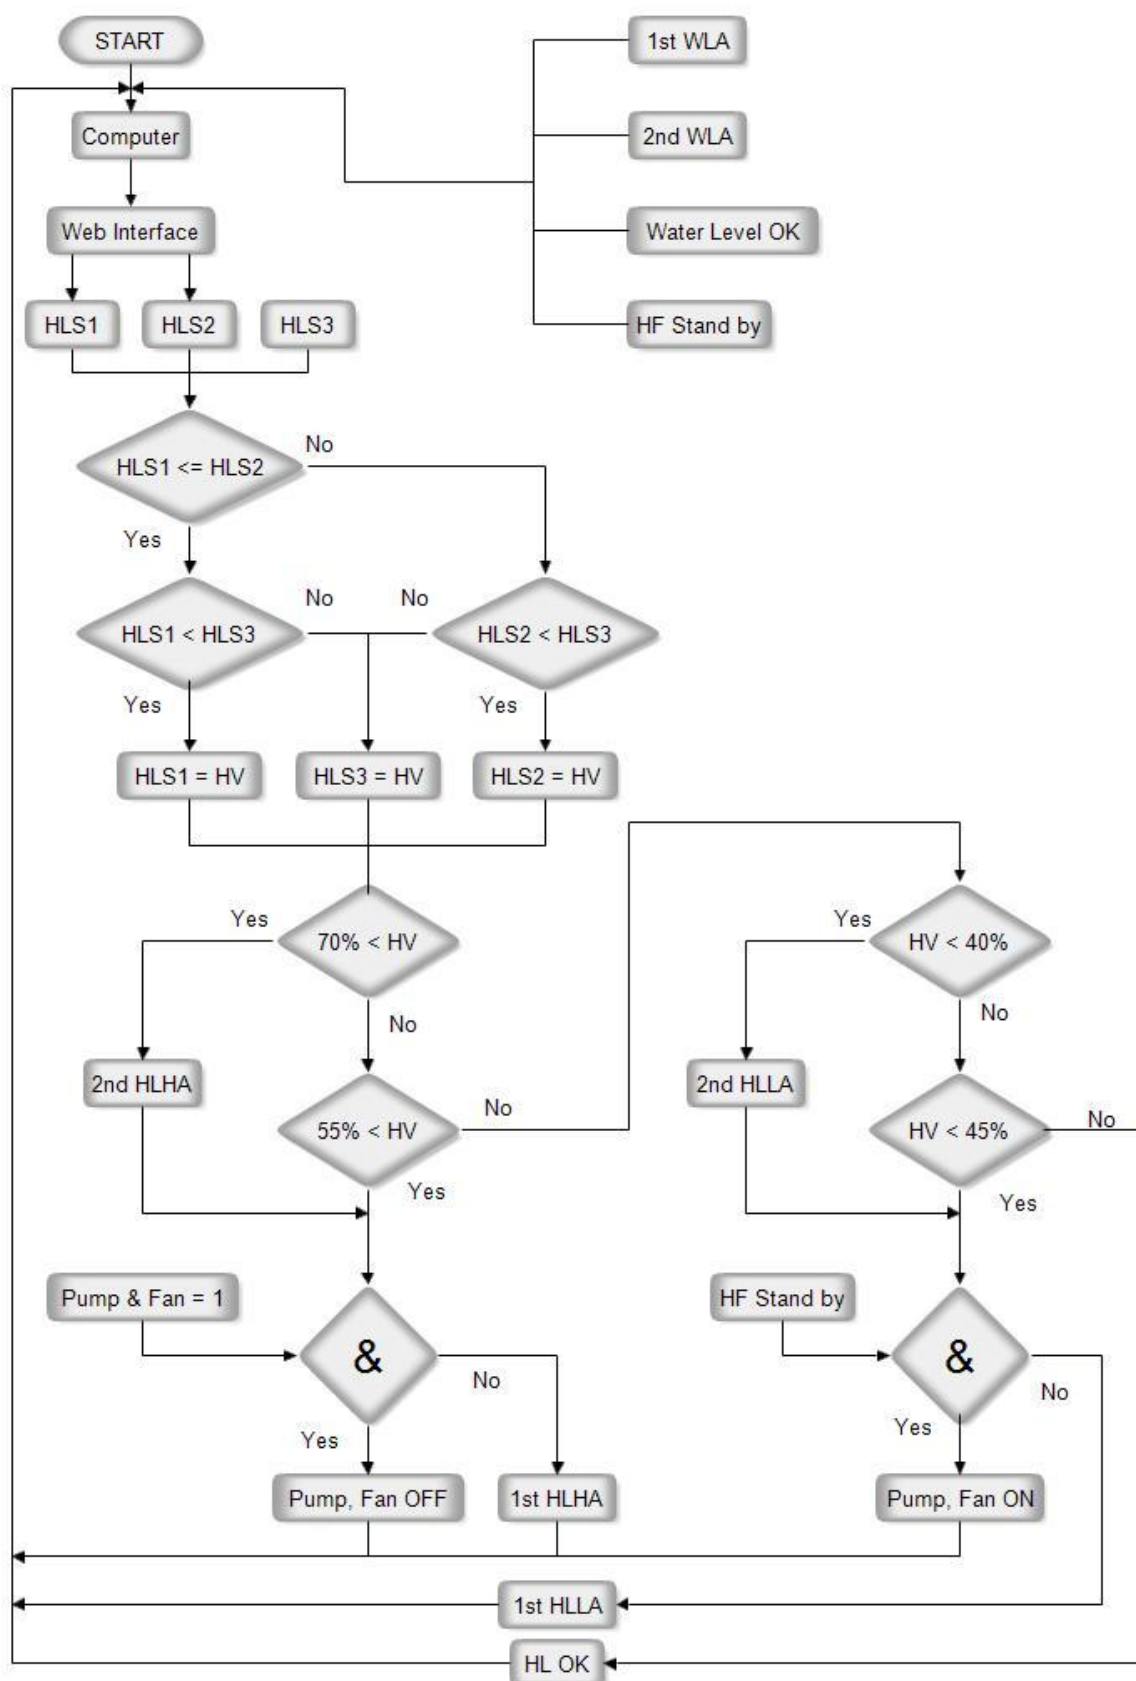 START
1st WLA
Computer
2nd WLA
Web Interface
Water Level OK
HLS1
HLS2
HLS3
HF Stand by
HLS1 <= HLS2
No
Yes
HLS1 < HLS3
No
No
HLS2 < HLS3
Yes
Yes
HLS1 = HV
HLS3 = HV
HLS2 = HV
Yes
70% < HV
No
2nd HLHA
55% < HV
No
Yes
Yes
HV < 40%
No
2nd HLLA
HV < 45%
No
Yes
Pump & Fan = 1
&
No
Yes
Pump, Fan OFF
1st HLHA
HF Stand by
&
No
Yes
Pump, Fan ON
1st HLLA
HL OK